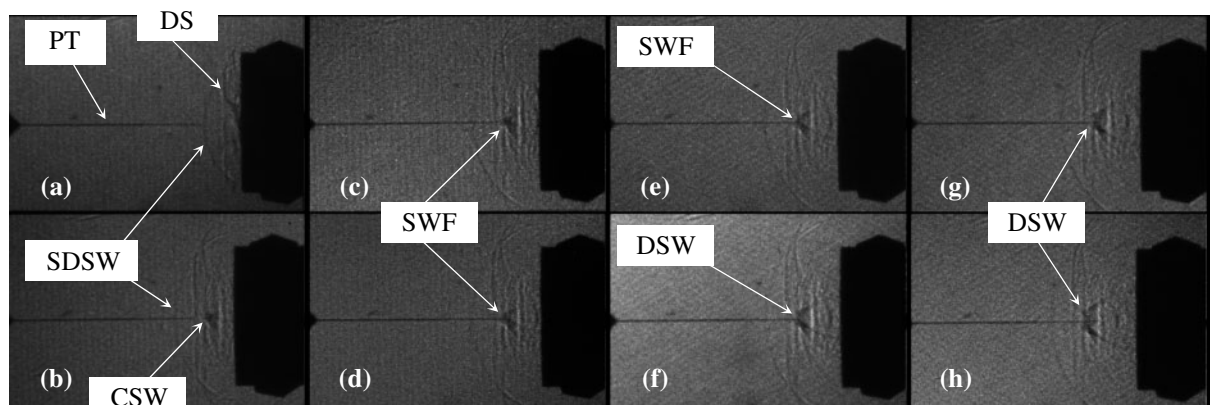 PT
DS
SWF
(a)
(c)
(e)
(g)
SDSW
SWF
DSW
DSW
(b)
CSW
(d)
(f)
(h)